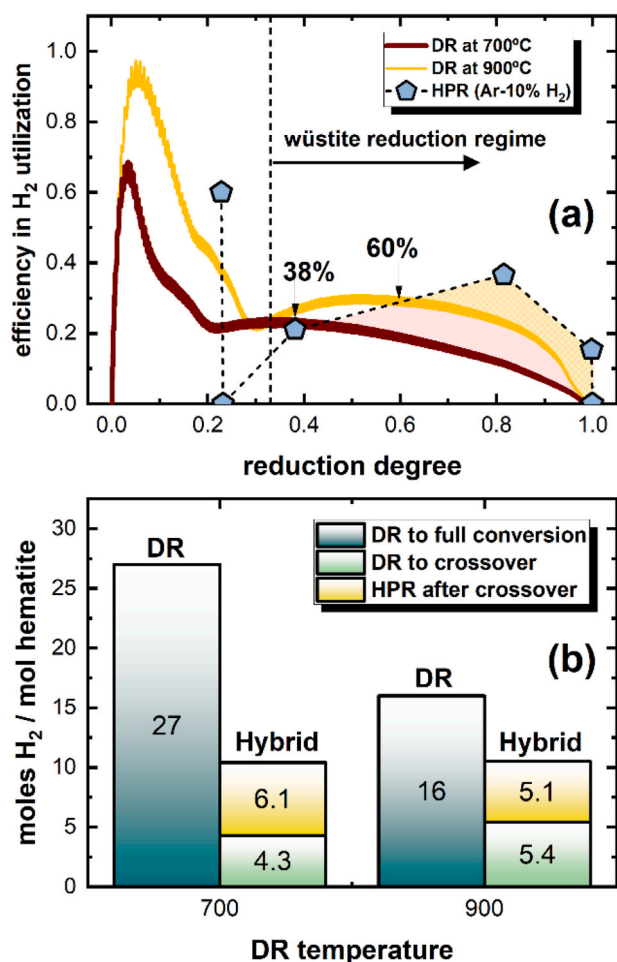 DR at 700ºC
DR at 900ºC
HPR (Ar-10% H₂)
wüstite reduction regime
(a)
60%
38%
1.0
0.8
0.6
0.4
0.2
0.0
efficiency in H₂ utilization
0.0 0.2 0.4 0.6 0.8 1.0
reduction degree
DR to full conversion
DR to crossover
HPR after crossover
(b)
DR
27
Hybrid
6.1
4.3
DR
16
Hybrid
5.1
5.4
30
25
20
15
10
5
0
moles H₂ / mol hematite
700 900
DR temperature